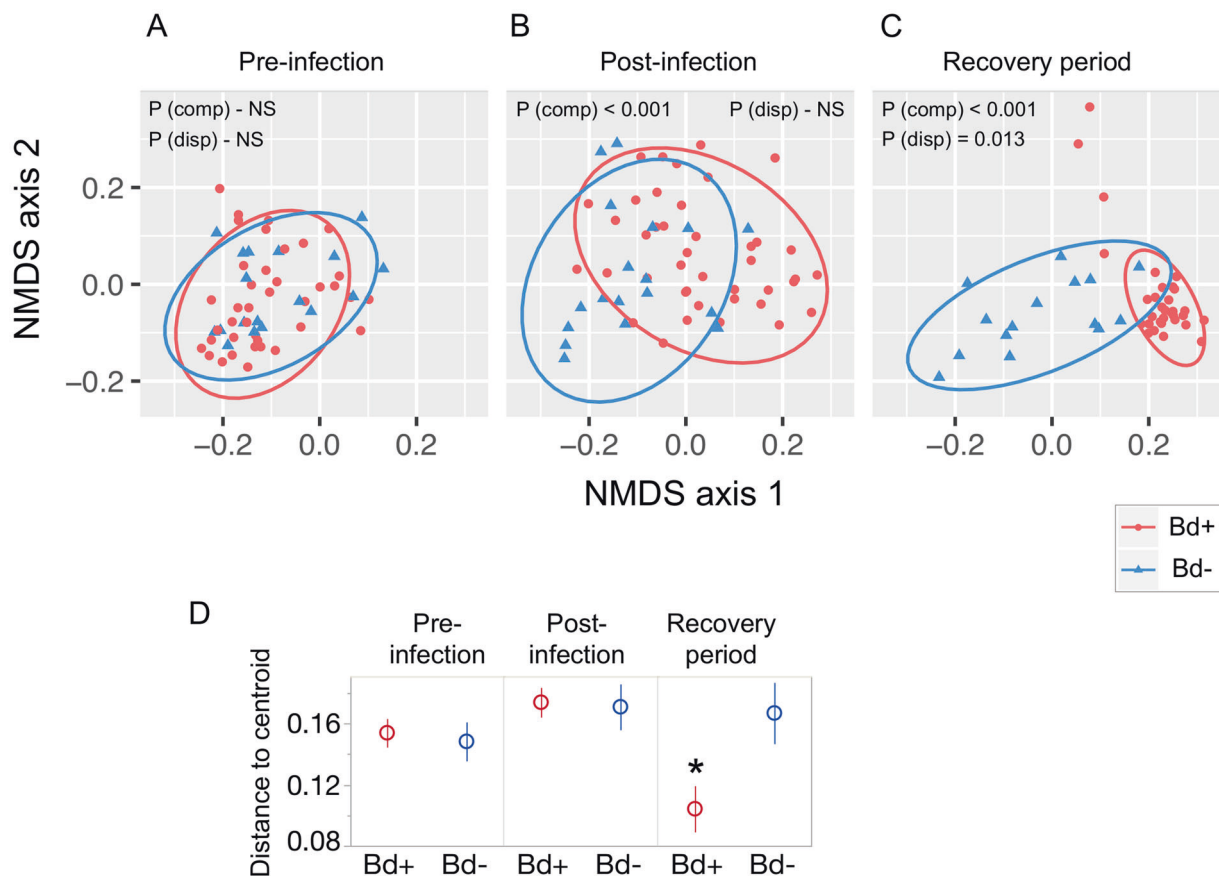 A
Pre-infection
B
Post-infection
C
Recovery period
P (comp) - NS
P (disp) - NS
P (comp) < 0.001
P (disp) - NS
P (comp) < 0.001
P (disp) = 0.013
NMDS axis 2
0.2
0.0
−0.2
−0.2 0.0 0.2
−0.2 0.0 0.2
−0.2 0.0 0.2
NMDS axis 1
Bd+
Bd-
D
Pre-
infection
Post-
infection
Recovery
period
Distance to centroid
0.16
0.12
0.08
*
Bd+ Bd- Bd+ Bd- Bd+ Bd-